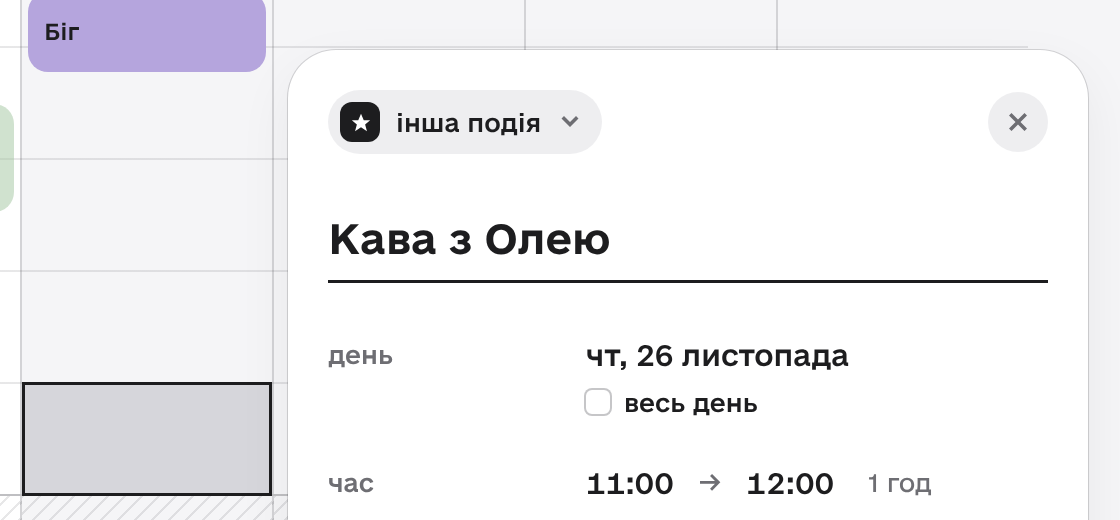 Біг
інша подія
Кава з Олею
день
чт, 26 листопада
весь день
час
11:00 → 12:00 1 год